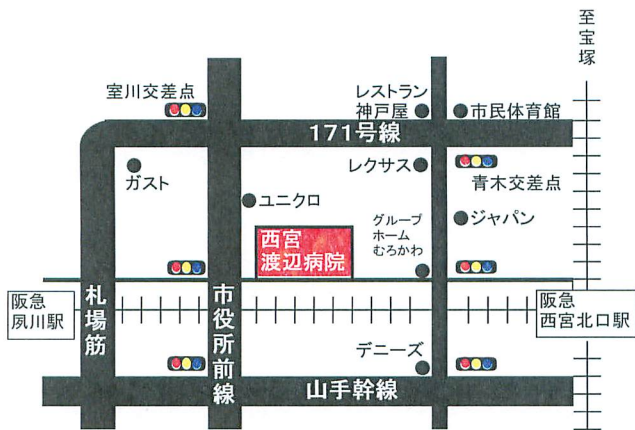 至宝塚
室川交差点
レストラン
神戸屋
市民体育館
171号線
ガスト
レクサス
青木交差点
ユニクロ
ジャパン
西宮
渡辺病院
グループ
ホーム
むろかわ
阪急
夙川駅
札場筋
市役所前線
阪急
西宮北口駅
デニーズ
山手幹線